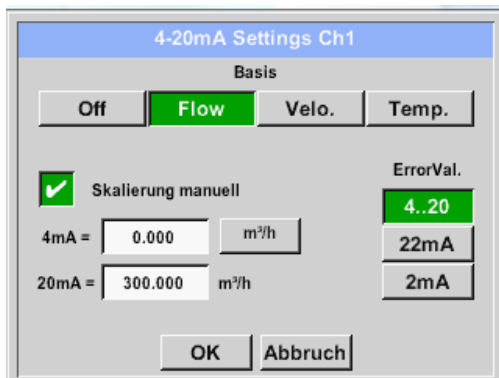 4-20mA Settings Ch1
Basis
Off Flow Velo. Temp.
ErrorVal.
✔ Skalierung manuell
4..20
4mA = 0.000 m³/h
22mA
20mA = 300.000 m³/h
2mA
OK Abbruch